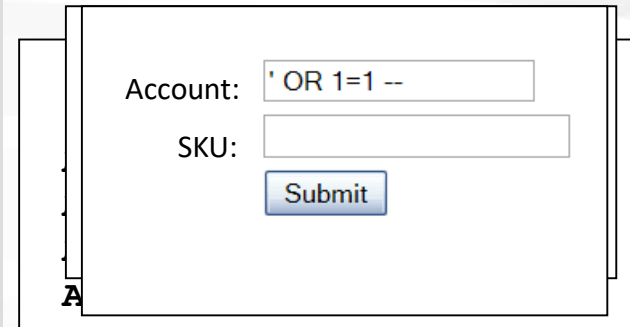 Account: ' OR 1=1 --
SKU:
Submit
A